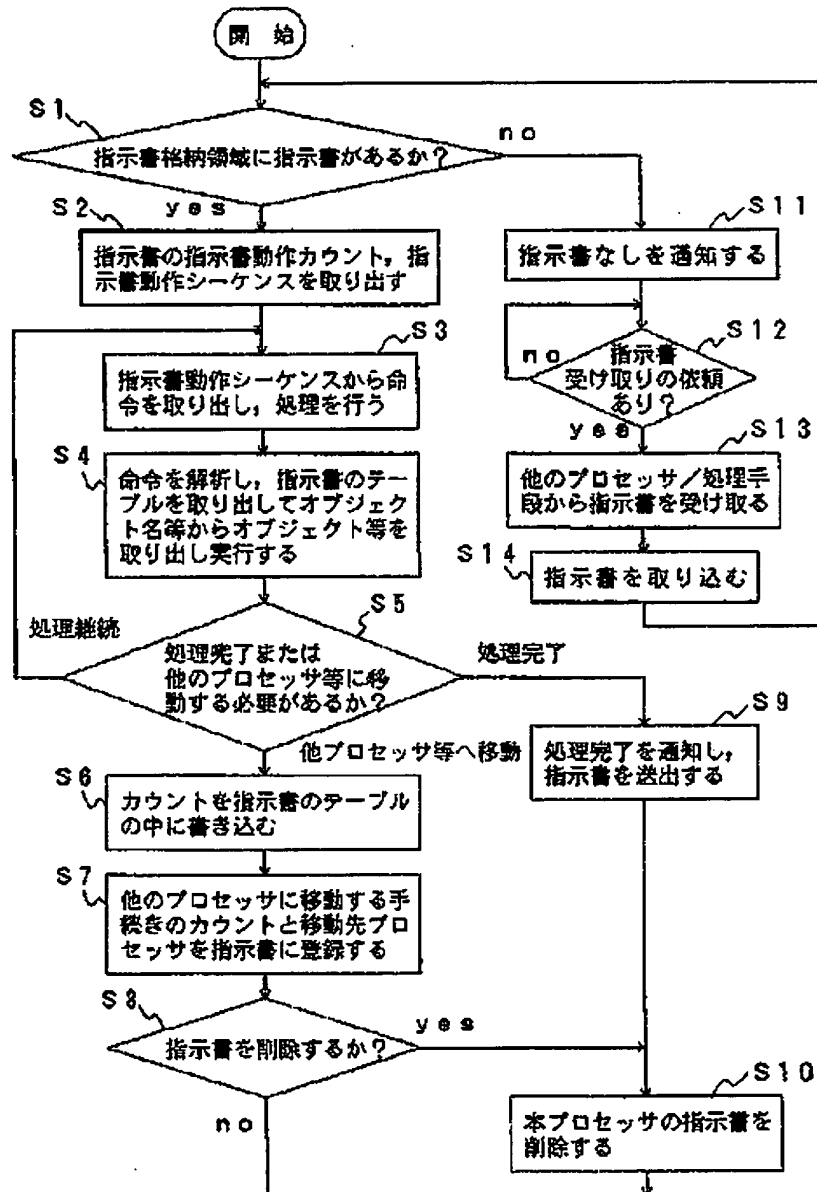 開始
S1
指示書格納領域に指示書があるか？
no
yes
S2
指示書の指示書動作カウント，指
示書動作シーケンスを取り出す
S3
指示書動作シーケンスから命
令を取り出し，処理を行う
S4
命令を解析し，指示書のテー
ブルを取り出してオブジェク
ト名等からオブジェクト等を
取り出し実行する
S5
処理継続
処理完了または
他のプロセッサ等に移
動する必要があるか？
処理完了
他プロセッサ等へ移動
S6
カウントを指示書のテーブル
の中に書き込む
S7
他のプロセッサに移動する手
続きのカウントと移動先プロ
セッサを指示書に登録する
S8
指示書を削除するか？
yes
no
S9
処理完了を通知し，
指示書を送出する
S10
本プロセッサの指示書を
削除する
S11
指示書なしを通知する
S12
no
指示書
受け取りの依頼
あり？
yes
S13
他のプロセッサ／処理手
段から指示書を受け取る
S14
指示書を取り込む